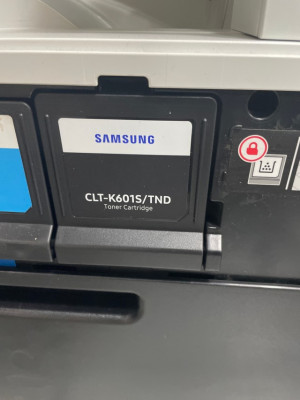 SAMSUNG
CLT-K601S/TND
Toner Cartridge